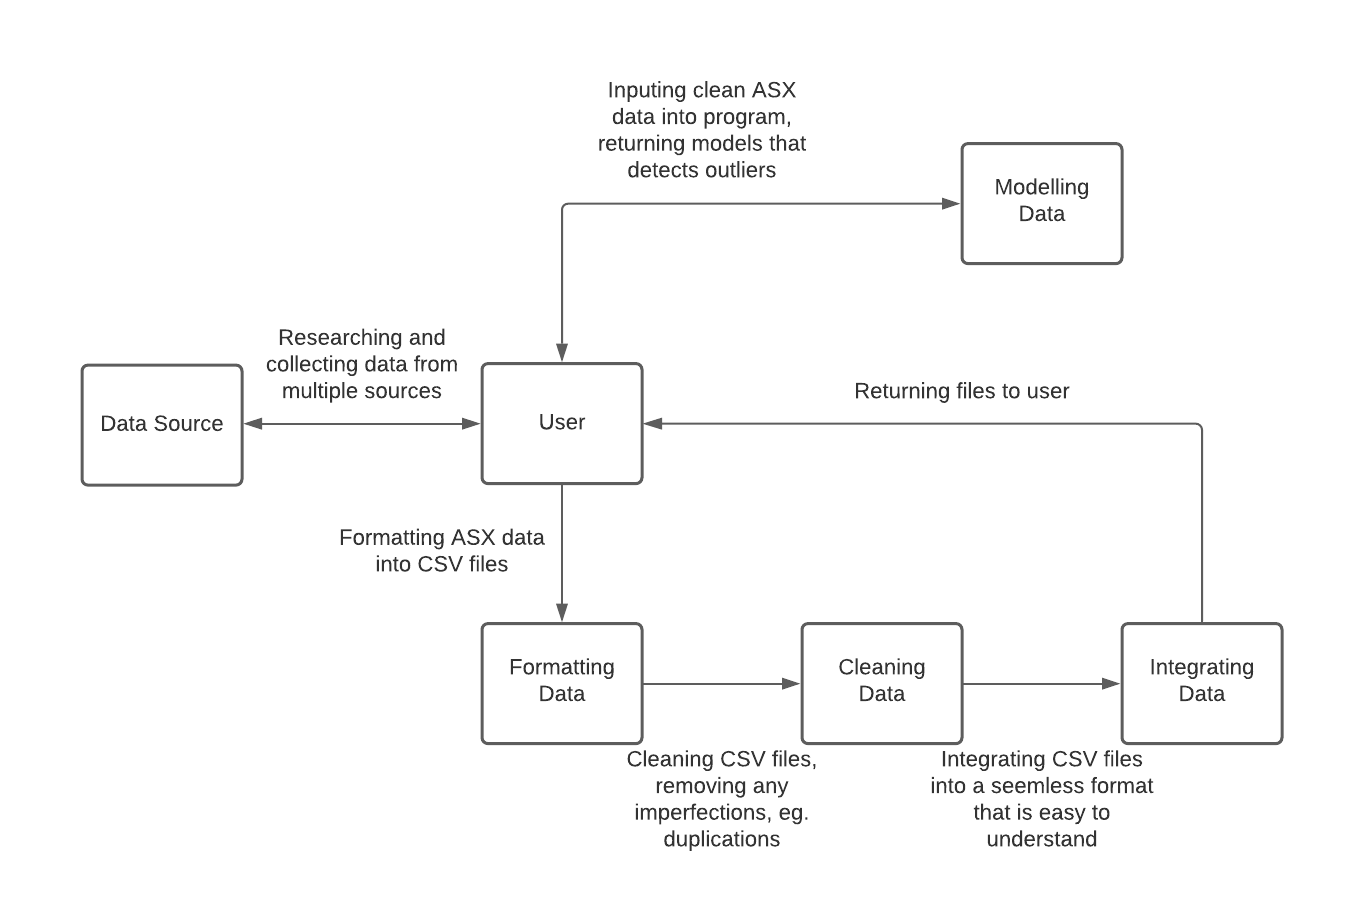 Inputing clean ASX
data into program,
returning models that
detects outliers
Modelling
Data
Researching and
collecting data from
multiple sources
Data Source
User
Returning files to user
Formatting ASX data
into CSV files
Formatting
Data
Cleaning
Data
Integrating
Data
Cleaning CSV files,
removing any
imperfections, eg.
duplications
Integrating CSV files
into a seemless format
that is easy to
understand